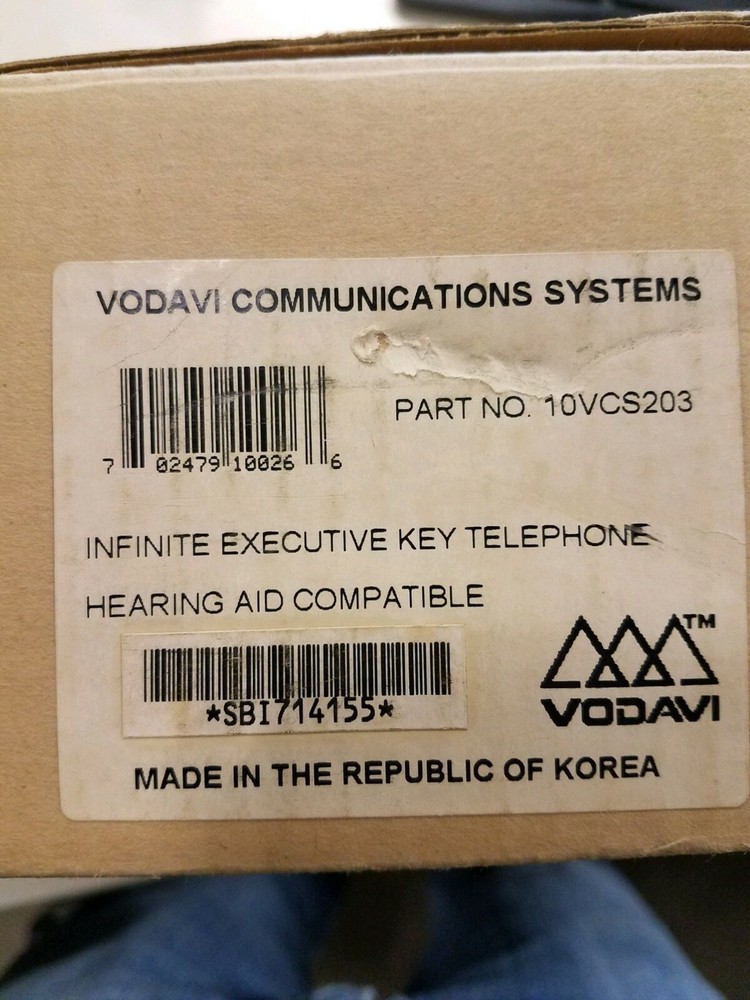 VODAVI COMMUNICATIONS SYSTEMS
PART NO. 10VCS203
7 02479 10026 6
INFINITE EXECUTIVE KEY TELEPHONE
HEARING AID COMPATIBLE
*SBI714155*
TM
VODAVI
MADE IN THE REPUBLIC OF KOREA